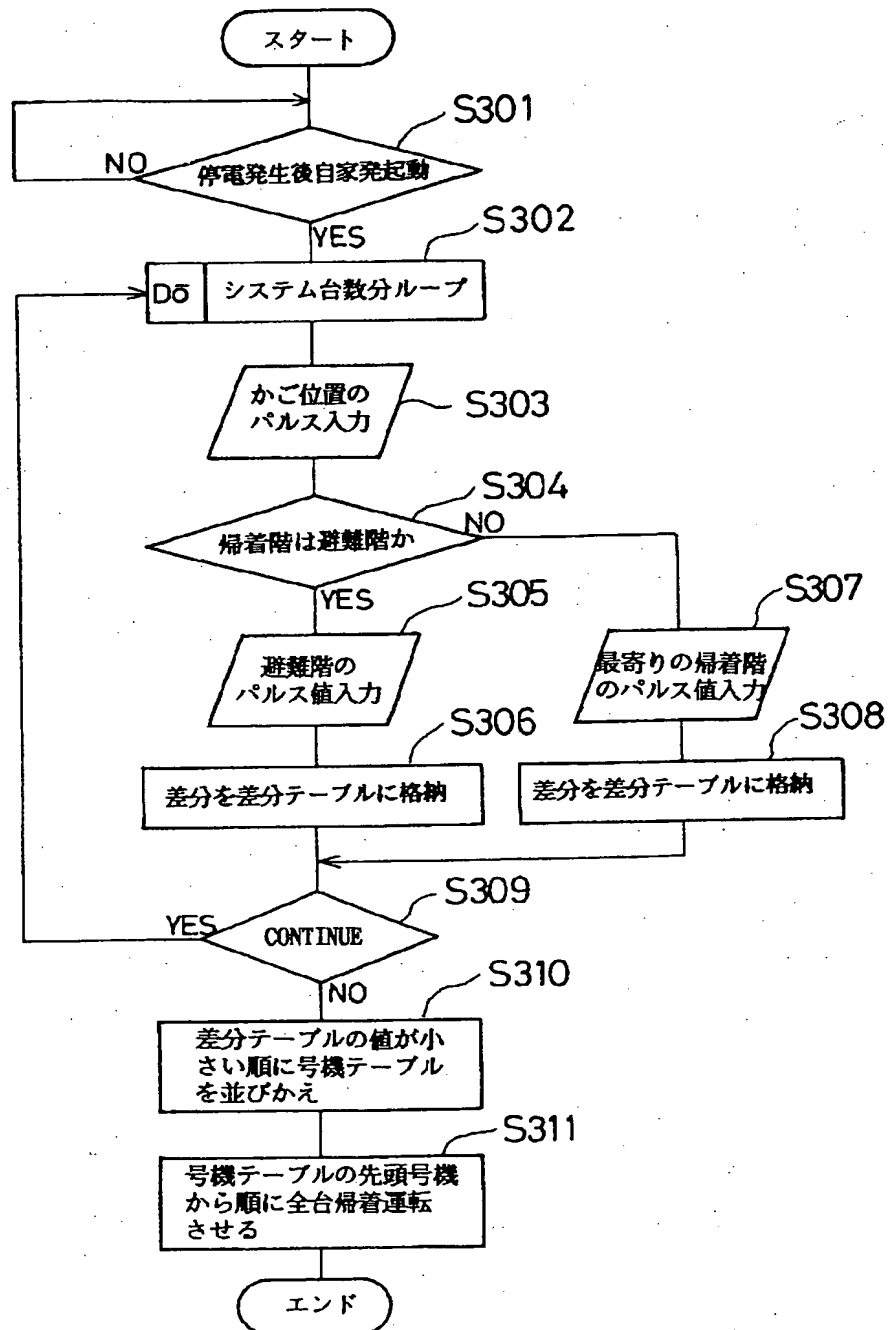 スタート
S301
NO
停電発生後自家発起動
YES
S302
Dō
システム台数分ループ
かご位置の
パルス入力
S303
S304
帰着階は避難階か
NO
YES
S305
避難階の
パルス値入力
S307
最寄りの帰着階
のパルス値入力
S306
差分を差分テーブルに格納
S308
差分を差分テーブルに格納
S309
YES
CONTINUE
NO
S310
差分テーブルの値が小
さい順に号機テーブル
を並びかえ
S311
号機テーブルの先頭号機
から順に全台帰着運転
させる
エンド